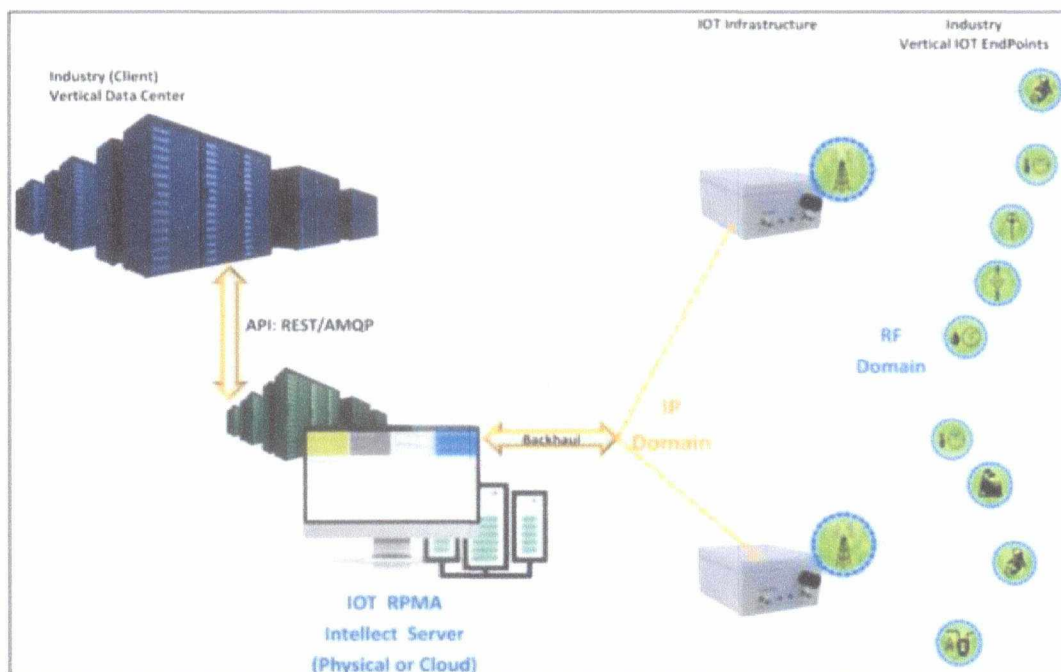 IOT Infrastructure
Industry
Vertical IOT EndPoints
Industry (Client)
Vertical Data Center
API: REST/AMQP
RF
Domain
IP
Domain
Backhaul
IOT RPMA
Intellect Server
(Physical or Cloud)